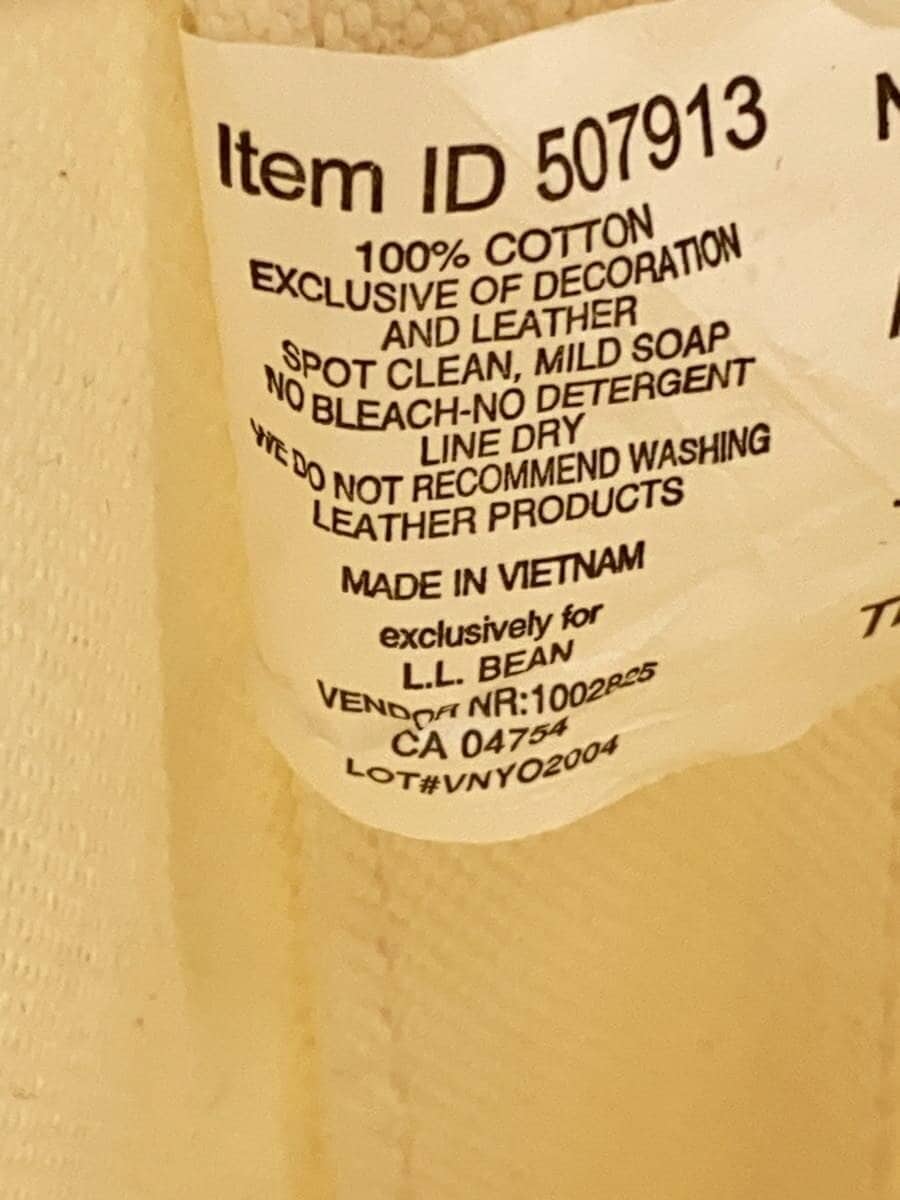 Item ID 507913
100% COTTON
EXCLUSIVE OF DECORATION
AND LEATHER
SPOT CLEAN, MILD SOAP
NO BLEACH-NO DETERGENT
LINE DRY
WE DO NOT RECOMMEND WASHING
LEATHER PRODUCTS
MADE IN VIETNAM
exclusively for
L.L. BEAN
VENDOR NR:1002825
CA 04754
LOT#VNYO2004